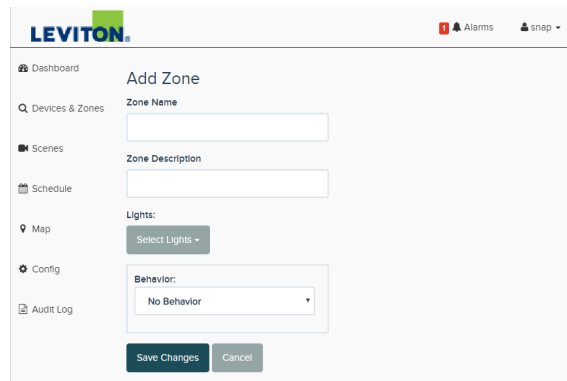 LEVITON®
1 Alarms
snap
Dashboard
Devices & Zones
Scenes
Schedule
Map
Config
Audit Log
Add Zone
Zone Name
Zone Description
Lights:
Select Lights
Behavior:
No Behavior
Save Changes
Cancel